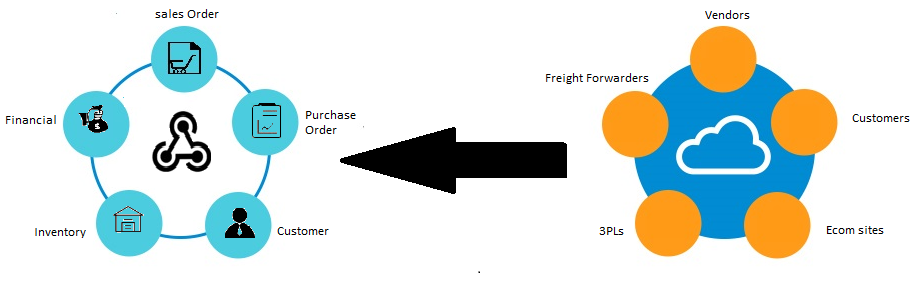 sales Order
Vendors
Freight Forwarders
Financial
Purchase
Order
Customers
Inventory
Customer
3PLs
Ecom sites